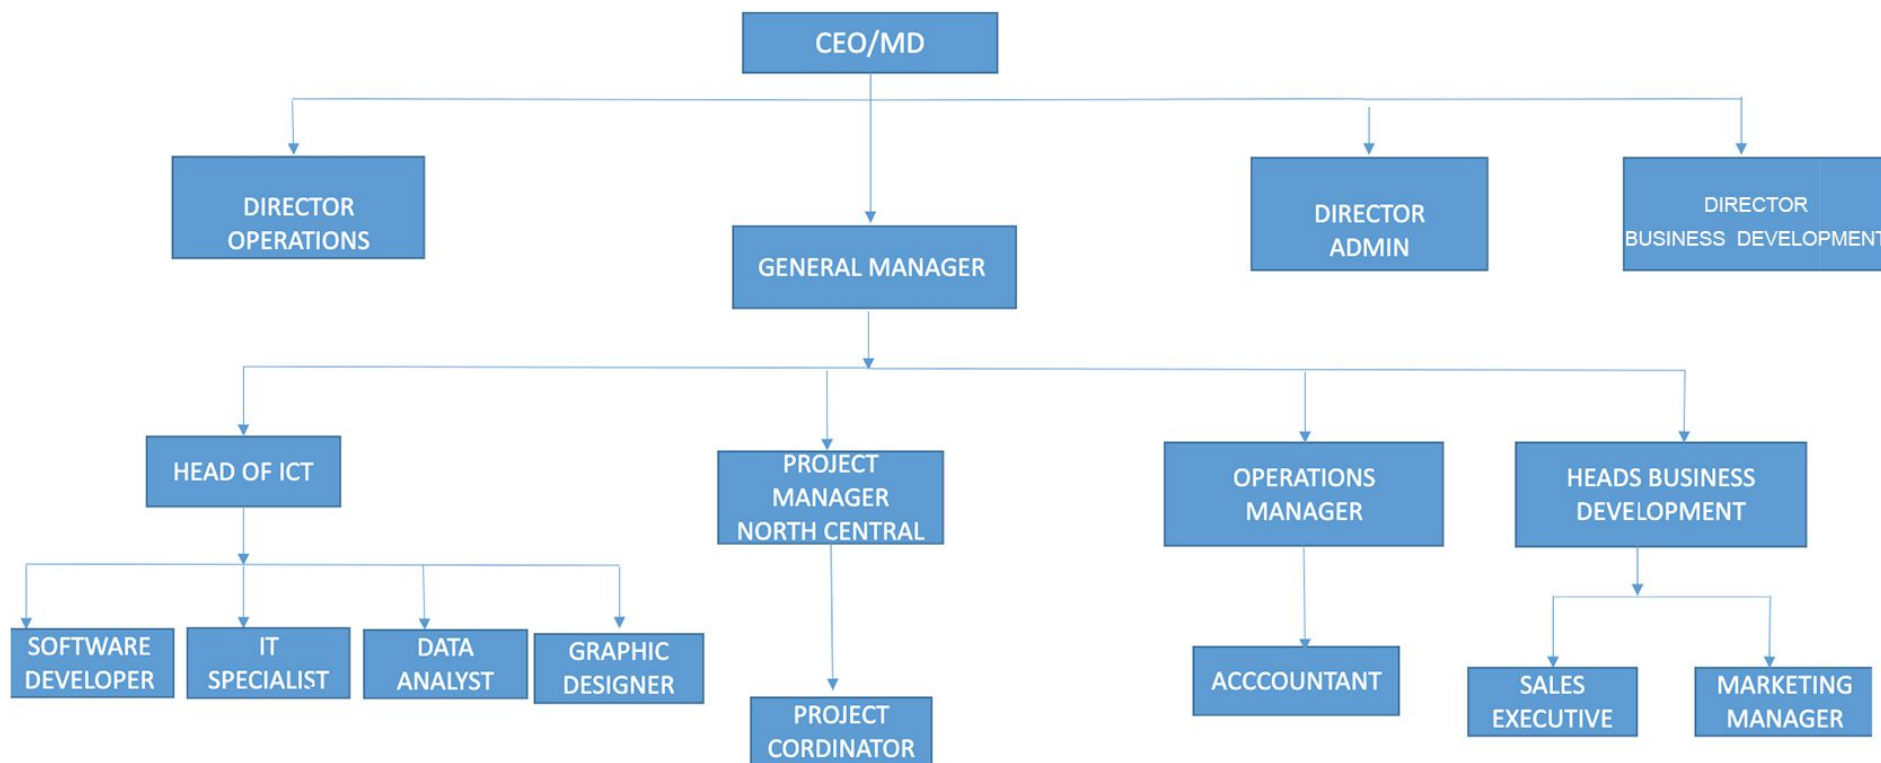 CEO/MD
DIRECTOR
OPERATIONS
GENERAL MANAGER
DIRECTOR
ADMIN
DIRECTOR
BUSINESS DEVELOPMENT
HEAD OF ICT
PROJECT
MANAGER
NORTH CENTRAL
OPERATIONS
MANAGER
HEADS BUSINESS
DEVELOPMENT
SOFTWARE
DEVELOPER
IT
SPECIALIST
DATA
ANALYST
GRAPHIC
DESIGNER
PROJECT
CORDINATOR
ACCCOUNTANT
SALES
EXECUTIVE
MARKETING
MANAGER